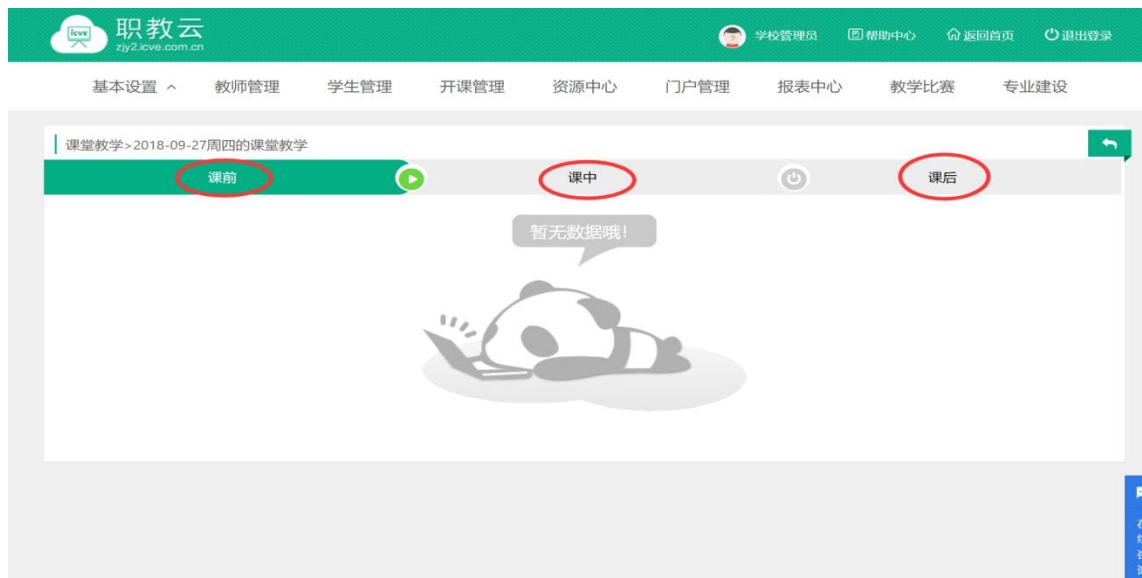 icve 职教云
zjy2.icve.com.cn
学校管理员 帮助中心 返回首页 退出登录
基本设置 教师管理 学生管理 开课管理 资源中心 门户管理 报表中心 教学比赛 专业建设
课堂教学>2018-09-27周四的课堂教学
课前 课中 课后
暂无数据哦!